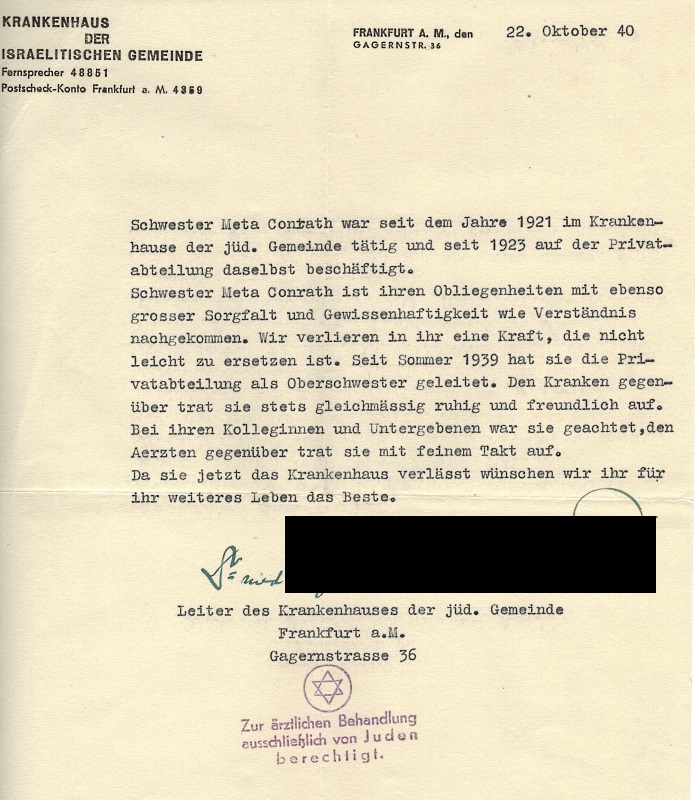 KRANKENHAUS
DER
ISRAELITISCHEN GEMEINDE
Fernsprecher 48851
Postscheck-Konto Frankfurt a. M. 4359
FRANKFURT A. M., den 22. Oktober 40
GAGERNSTR. 36
Schwester Meta Conrath war seit dem Jahre 1921 im Kranken-
hause der jüd. Gemeinde tätig und seit 1923 auf der Privat-
abteilung daselbst beschäftigt.
Schwester Meta Conrath ist ihren Obliegenheiten mit ebenso
grosser Sorgfalt und Gewissenhaftigkeit wie Verständnis
nachgekommen. Wir verlieren in ihr eine Kraft, die nicht
leicht zu ersetzen ist. Seit Sommer 1939 hat sie die Pri-
vatabteilung als Oberschwester geleitet. Den Kranken gegen-
über trat sie stets gleichmässig ruhig und freundlich auf.
Bei ihren Kolleginnen und Untergebenen war sie geachtet,den
Aerzten gegenüber trat sie mit feinem Takt auf.
Da sie jetzt das Krankenhaus verlässt wünschen wir ihr für
ihr weiteres Leben das Beste.
Leiter des Krankenhauses der jüd. Gemeinde
Frankfurt a.M.
Gagernstrasse 36
Zur ärztlichen Behandlung
ausschließlich von Juden
berechtigt.